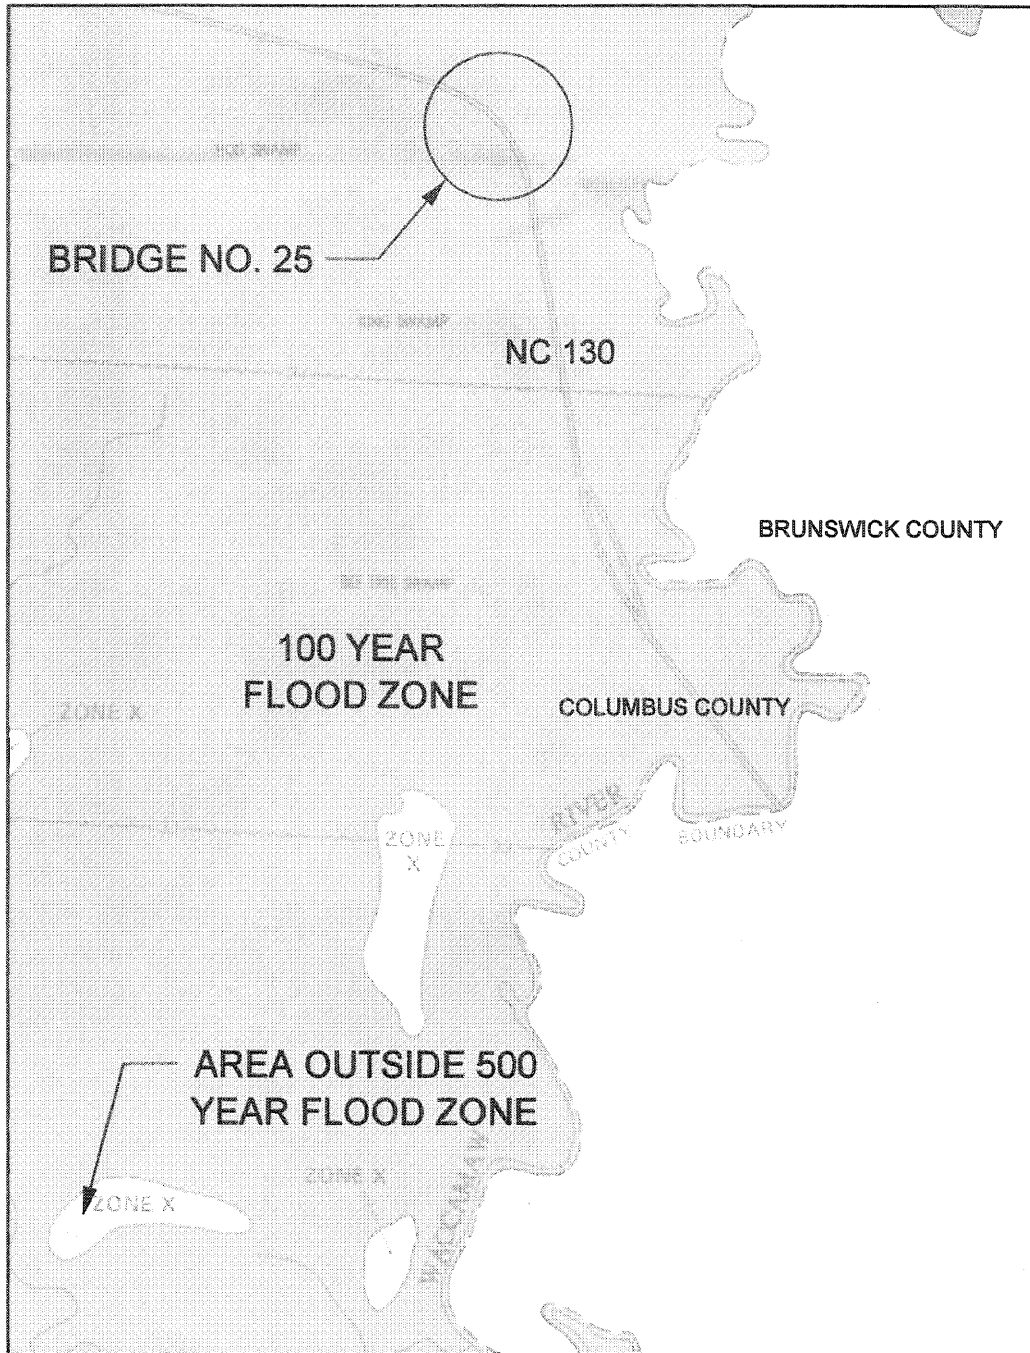 BRIDGE NO. 25
NC 130
BRUNSWICK COUNTY
100 YEAR
FLOOD ZONE
ZONE X
COLUMBUS COUNTY
RIVER
COUNTY BOUNDARY
ZONE
X
AREA OUTSIDE 500
YEAR FLOOD ZONE
ZONE X
ZONE X
WACCAMAW